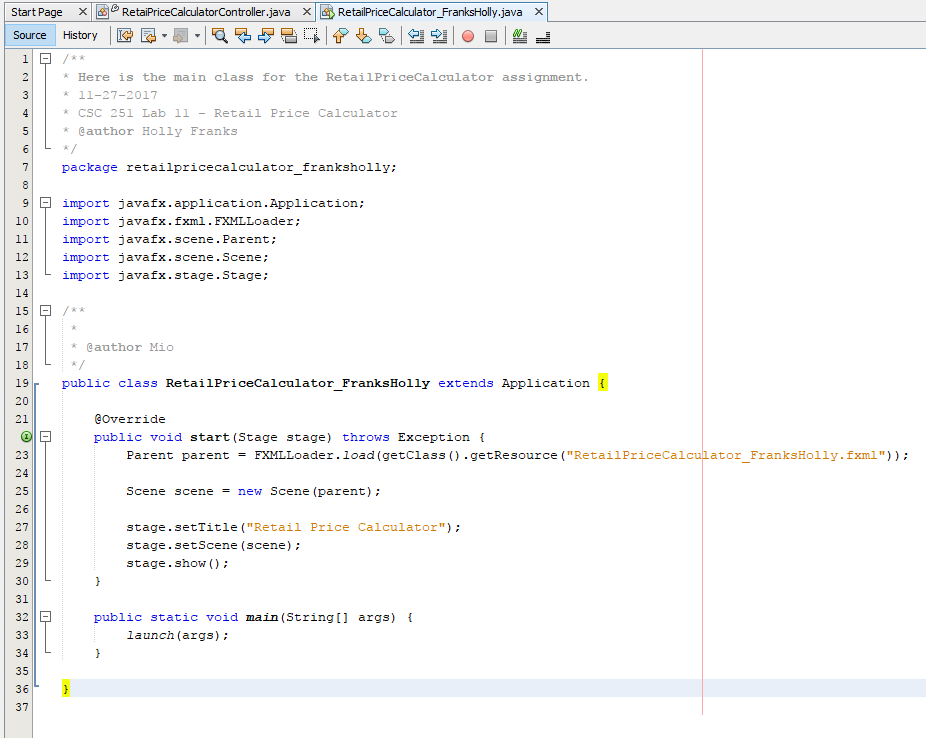 Start Page RetaiPriceCalculatorController.java RetailPriceCalculator_FranksHolly.java
Source History
1 /**
2 * Here is the main class for the RetailPriceCalculator assignment.
3 * 11-27-2017
4 * CSC 251 Lab 11 - Retail Price Calculator
5 * @author Holly Franks
6 */
7 package retailpricecalculator_franksholly;
8
9 import javafx.application.Application;
10 import javafx.fxml.FXMLLoader;
11 import javafx.scene.Parent;
12 import javafx.scene.Scene;
13 import javafx.stage.Stage;
14
15 /**
16 *
17 * @author Mio
18 */
19 public class RetailPriceCalculator_FranksHolly extends Application {
20
21 @Override
public void start(Stage stage) throws Exception {
23 Parent parent = FXMLLoader.load(getClass().getResource("RetailPriceCalculator_FranksHolly.fxml"));
24
25 Scene scene = new Scene(parent);
26
27 stage.setTitle("Retail Price Calculator");
28 stage.setScene(scene);
29 stage.show();
30 }
31
32 public static void main(String[] args) {
33 launch(args);
34 }
35
36 }
37